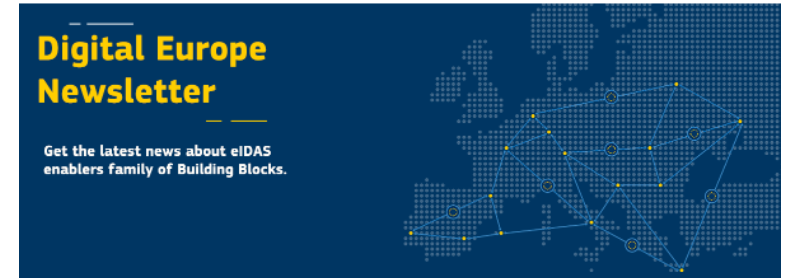 Digital Europe
Newsletter
Get the latest news about eIDAS
enablers family of Building Blocks.